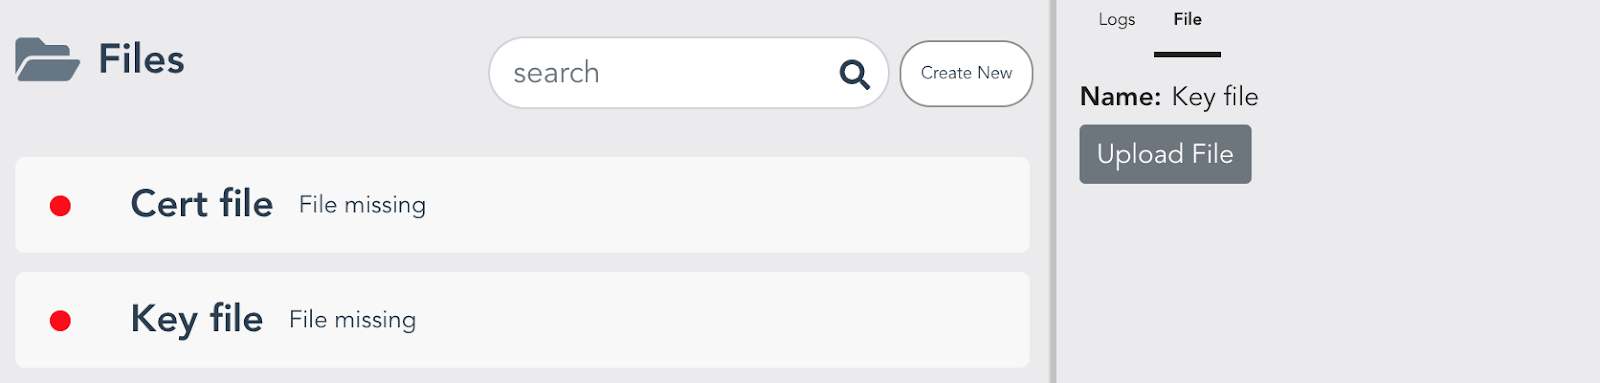 Files
search
Create New
Cert file File missing
Key file File missing
Logs File
Name: Key file
Upload File